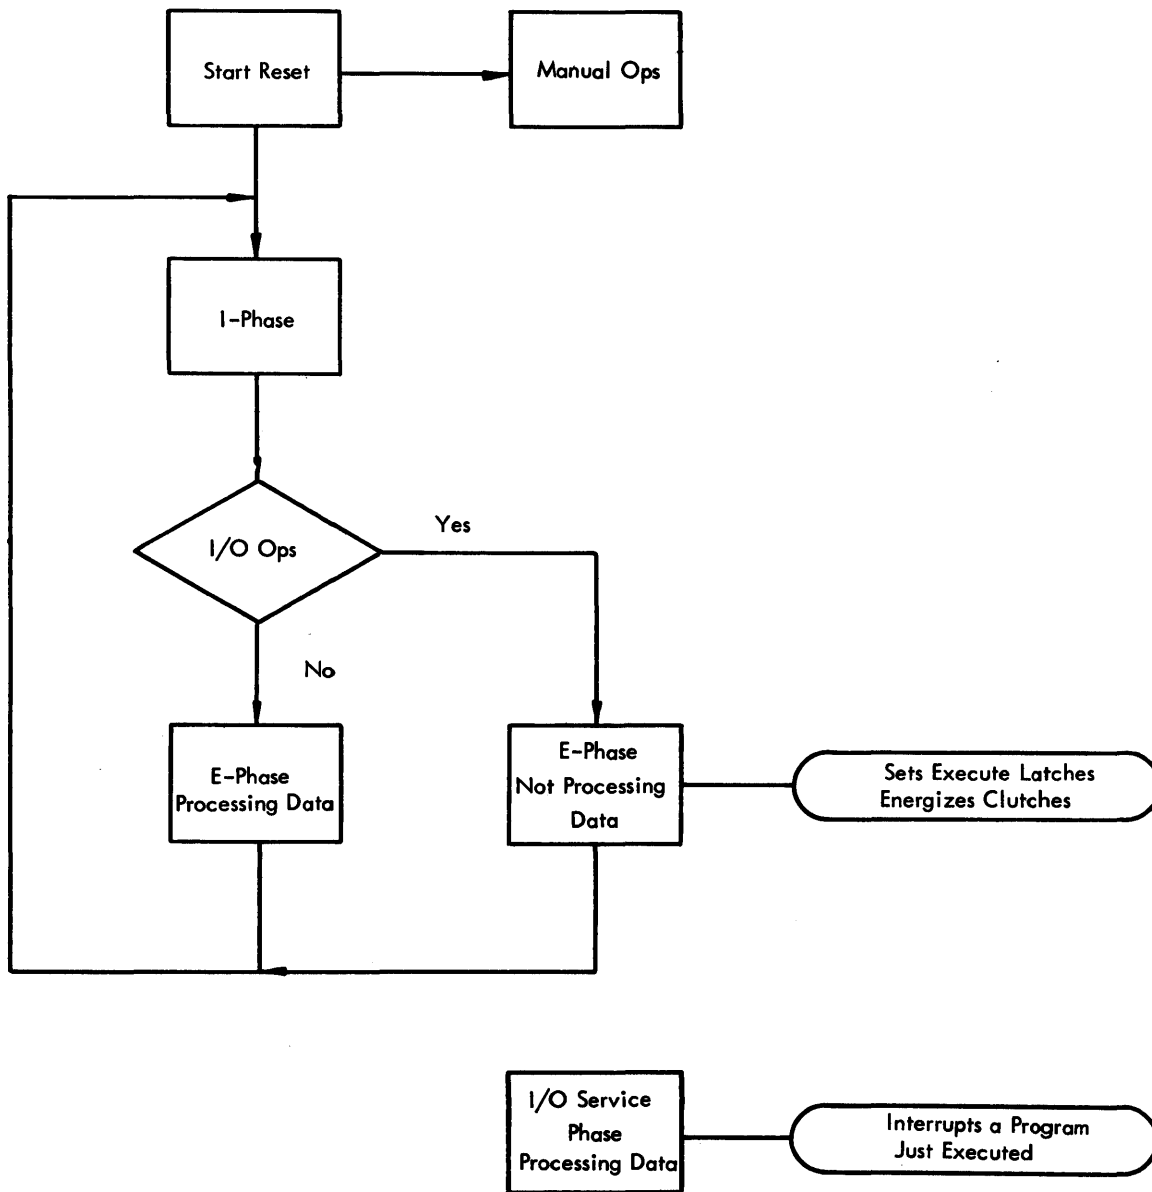 Start Reset
Manual Ops
I-Phase
I/O Ops
Yes
No
E-Phase
Processing Data
E-Phase
Not Processing
Data
Sets Execute Latches
Energizes Clutches
I/O Service
Phase
Processing Data
Interrupts a Program
Just Executed